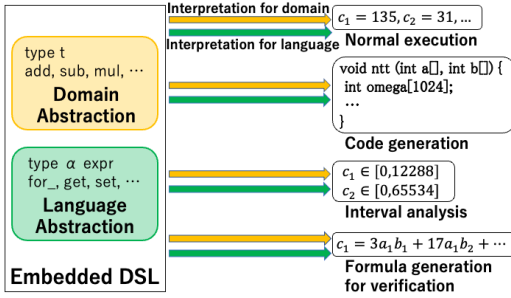 type t
add, sub, mul, …
Domain
Abstraction
type α expr
for_, get, set, …
Language
Abstraction
Embedded DSL
Interpretation for domain
Interpretation for language
c₁ = 135, c₂ = 31, …
Normal execution
void ntt (int a[], int b[]) {
int omega[1024];
…
}
Code generation
c₁ ∈ [0,12288]
c₂ ∈ [0,65534]
Interval analysis
c₁ = 3a₁b₁ + 17a₁b₂ + ⋯
Formula generation
for verification